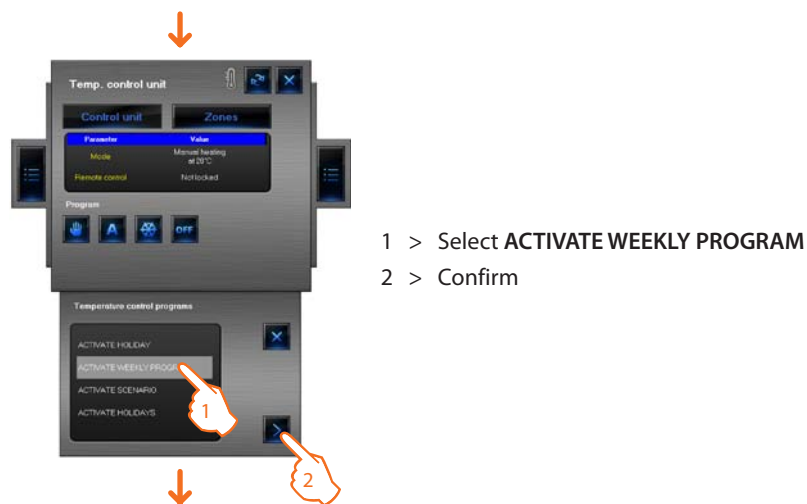 Temp. control unit
Control unit
Zones
Parameter Value
Mode Manual heating
at 26°C
Remote control Not locked
Program
A
OFF
Temperature control programs
ACTIVATE HOLIDAY
ACTIVATE WEEKLY PROGR
ACTIVATE SCENARIO
ACTIVATE HOLIDAYS
1
2
1 > Select ACTIVATE WEEKLY PROGRAM
2 > Confirm